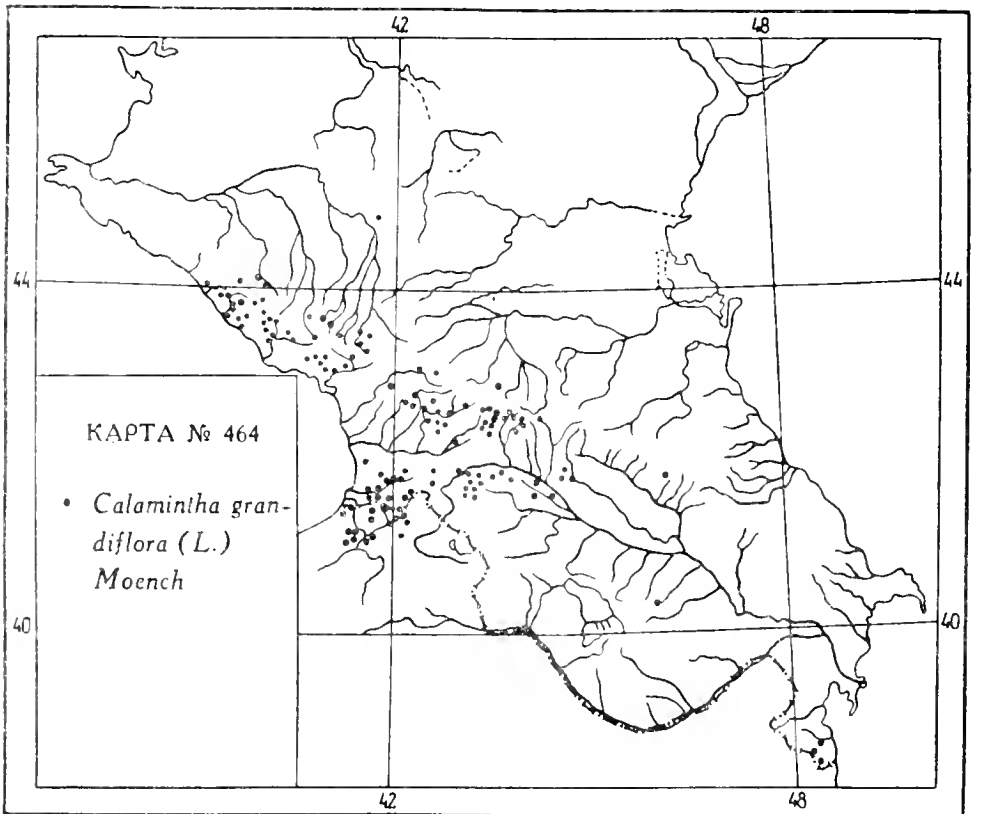 42 48
44 44
КАРТА № 464
• Calamintha gran-
diflora (L.)
Moench
40 40
42 48